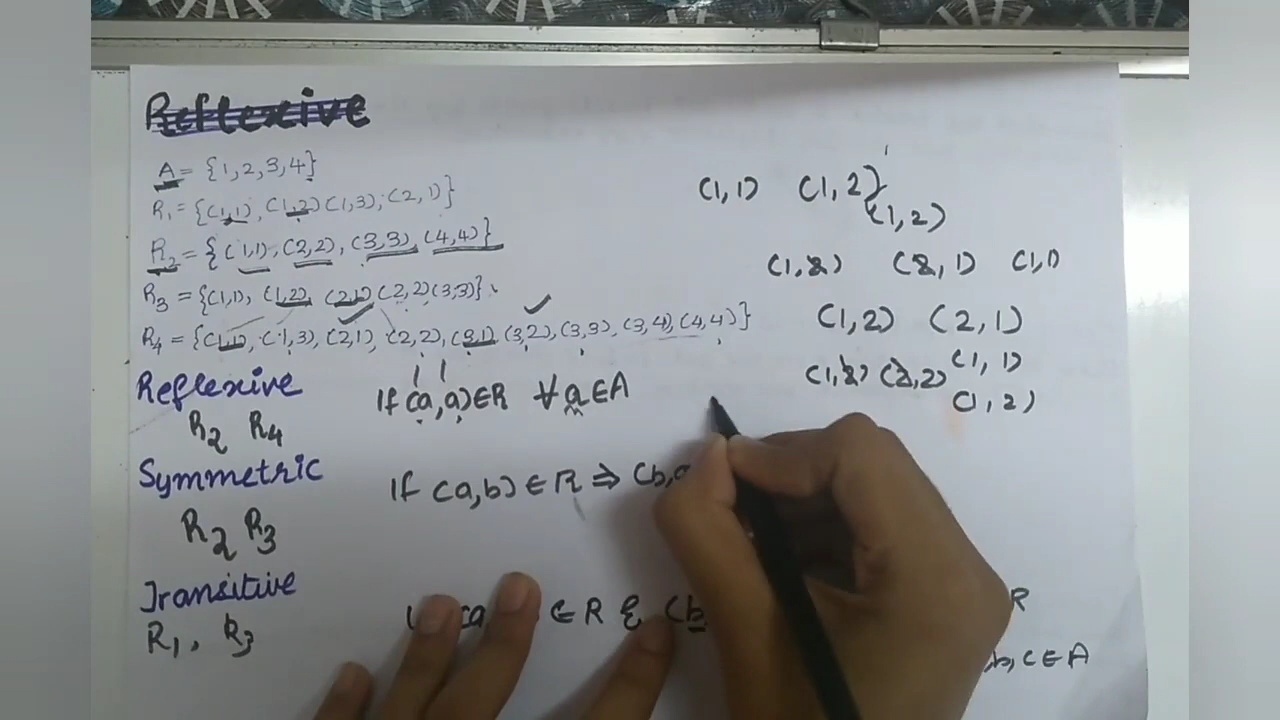 Reflexive
A = {1,2,3,4}
R1 = {(1,1), (1,2)(1,3), (2,1)}
R2 = {(1,1), (2,2), (3,3), (4,4)}
R3 = {(1,1), (1,2), (2,1)(2,2)(3,3)}
R4 = {(1,1), (1,3), (2,1), (2,2), (3,1)(3,2), (3,3), (3,4)(4,4)}
Reflexive If (a,a)∈R ∀ a∈A
R2 R4
Symmetric If (a,b) ∈ R ⇒ (b,a
R2 R3
Transitive
∈ R & (b, R
R1, R3
b,c ∈ A
(1,1) (1,2)
(1,2)
(1,2) (2,1) (1,1)
(1,2) (2,1)
(1,2) (2,2) (1,1)
(1,2)